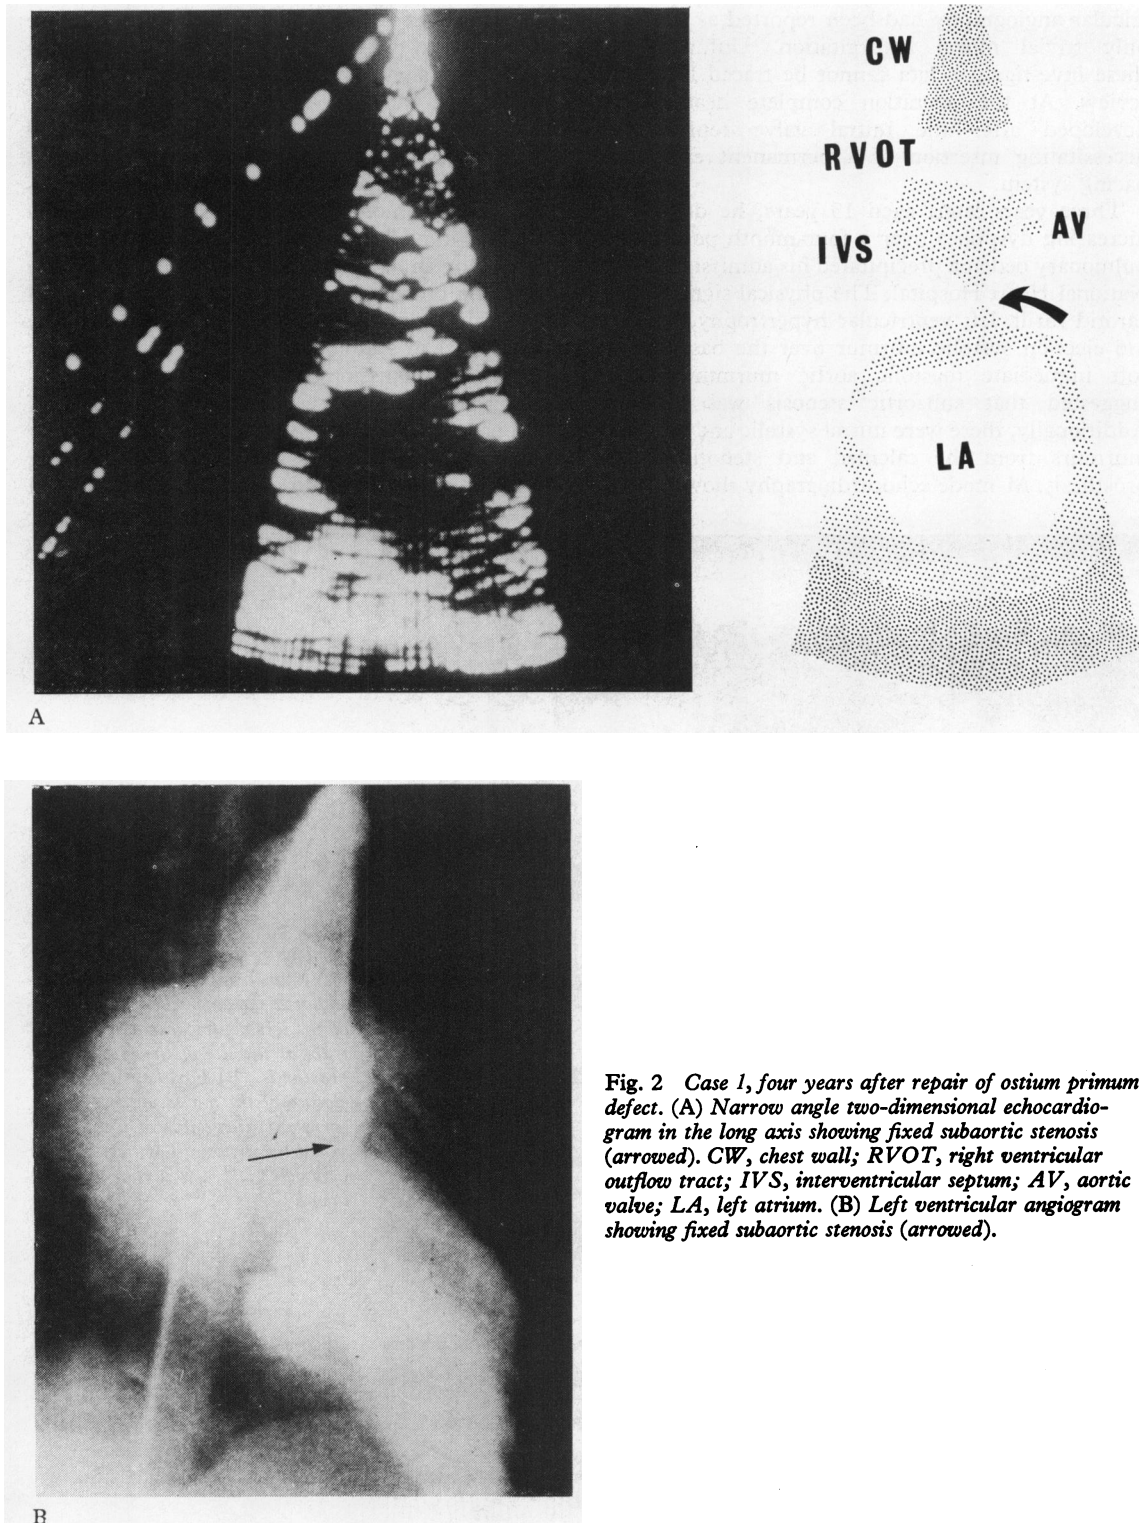 CW
RVOT
AV
IVS
LA
A
B
Fig. 2 Case 1, four years after repair of ostium primum
defect. (A) Narrow angle two-dimensional echocardio-
gram in the long axis showing fixed subaortic stenosis
(arrowed). CW, chest wall; RVOT, right ventricular
outflow tract; IVS, interventricular septum; AV, aortic
valve; LA, left atrium. (B) Left ventricular angiogram
showing fixed subaortic stenosis (arrowed).